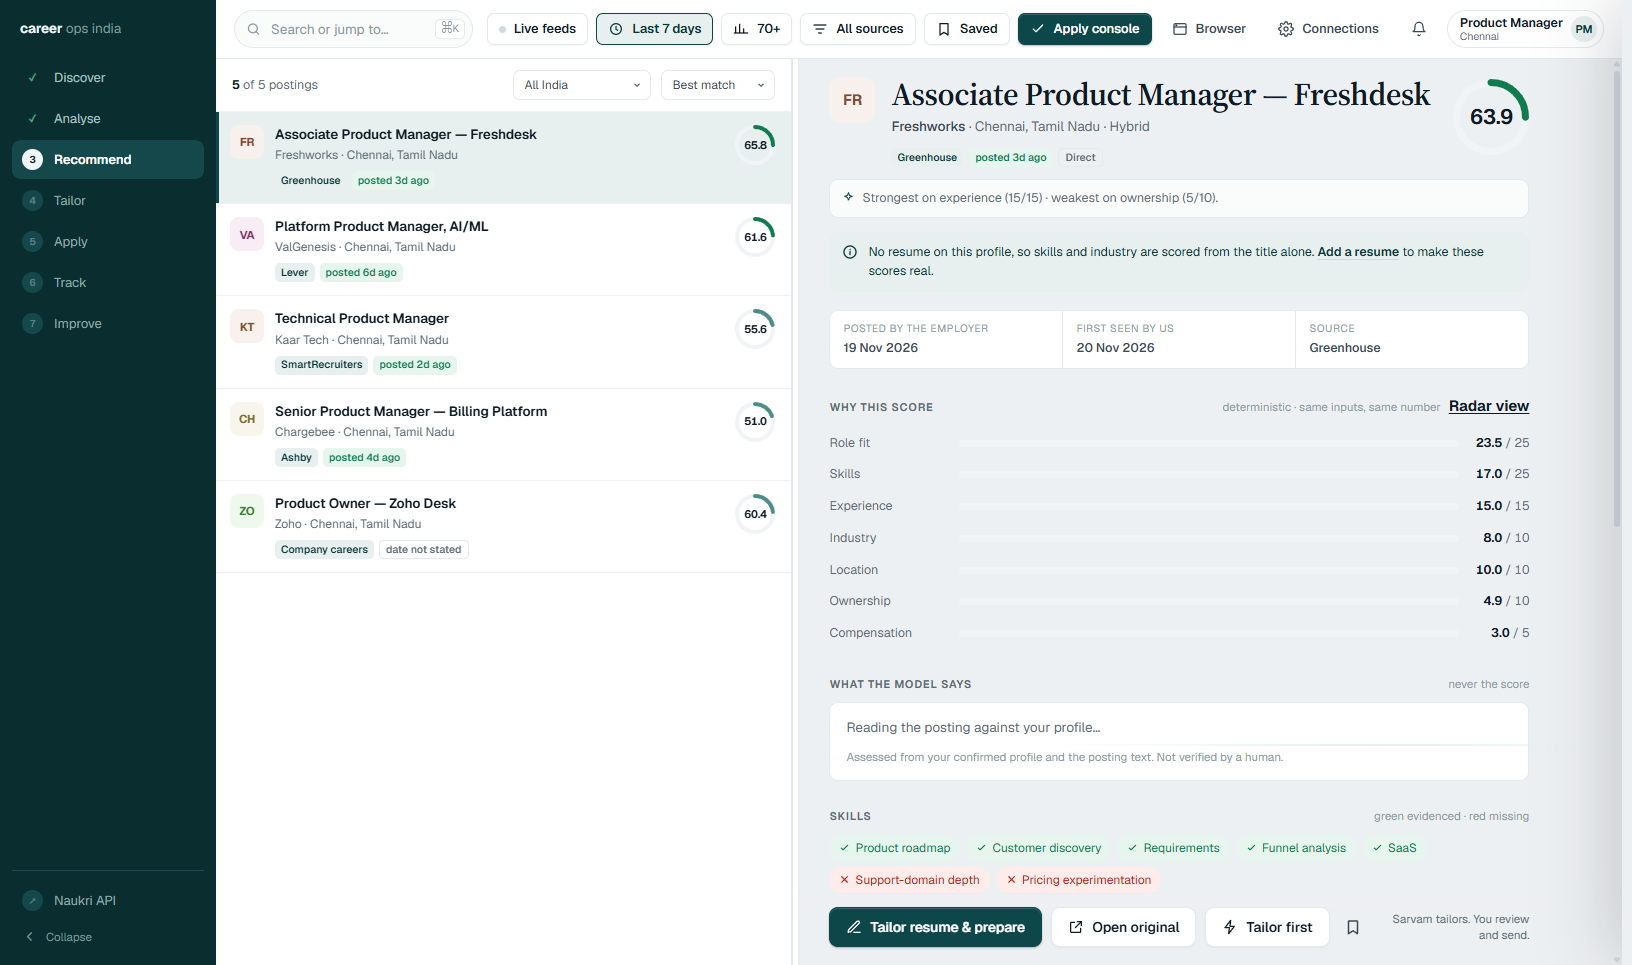 career ops india
Discover
Analyse
3 Recommend
4 Tailor
5 Apply
6 Track
7 Improve
Naukri API
Collapse
Search or jump to...
⌘K
Live feeds
Last 7 days
70+
All sources
Saved
Apply console
Browser
Connections
Product Manager
Chennai
PM
5 of 5 postings
All India
Best match
FR
Associate Product Manager — Freshdesk
Freshworks · Chennai, Tamil Nadu
Greenhouse
posted 3d ago
65.8
VA
Platform Product Manager, AI/ML
ValGenesis · Chennai, Tamil Nadu
Lever
posted 6d ago
61.6
KT
Technical Product Manager
Kaar Tech · Chennai, Tamil Nadu
SmartRecruiters
posted 2d ago
55.6
CH
Senior Product Manager — Billing Platform
Chargebee · Chennai, Tamil Nadu
Ashby
posted 4d ago
51.0
ZO
Product Owner — Zoho Desk
Zoho · Chennai, Tamil Nadu
Company careers
date not stated
60.4
FR
Associate Product Manager — Freshdesk
Freshworks · Chennai, Tamil Nadu · Hybrid
Greenhouse
posted 3d ago
Direct
63.9
Strongest on experience (15/15) · weakest on ownership (5/10).
No resume on this profile, so skills and industry are scored from the title alone. Add a resume to make these
scores real.
POSTED BY THE EMPLOYER
19 Nov 2026
FIRST SEEN BY US
20 Nov 2026
SOURCE
Greenhouse
WHY THIS SCORE
deterministic · same inputs, same number
Radar view
Role fit 23.5 / 25
Skills 17.0 / 25
Experience 15.0 / 15
Industry 8.0 / 10
Location 10.0 / 10
Ownership 4.9 / 10
Compensation 3.0 / 5
WHAT THE MODEL SAYS
never the score
Reading the posting against your profile...
Assessed from your confirmed profile and the posting text. Not verified by a human.
SKILLS
green evidenced · red missing
Product roadmap
Customer discovery
Requirements
Funnel analysis
SaaS
Support-domain depth
Pricing experimentation
Tailor resume & prepare
Open original
Tailor first
Sarvam tailors. You review
and send.